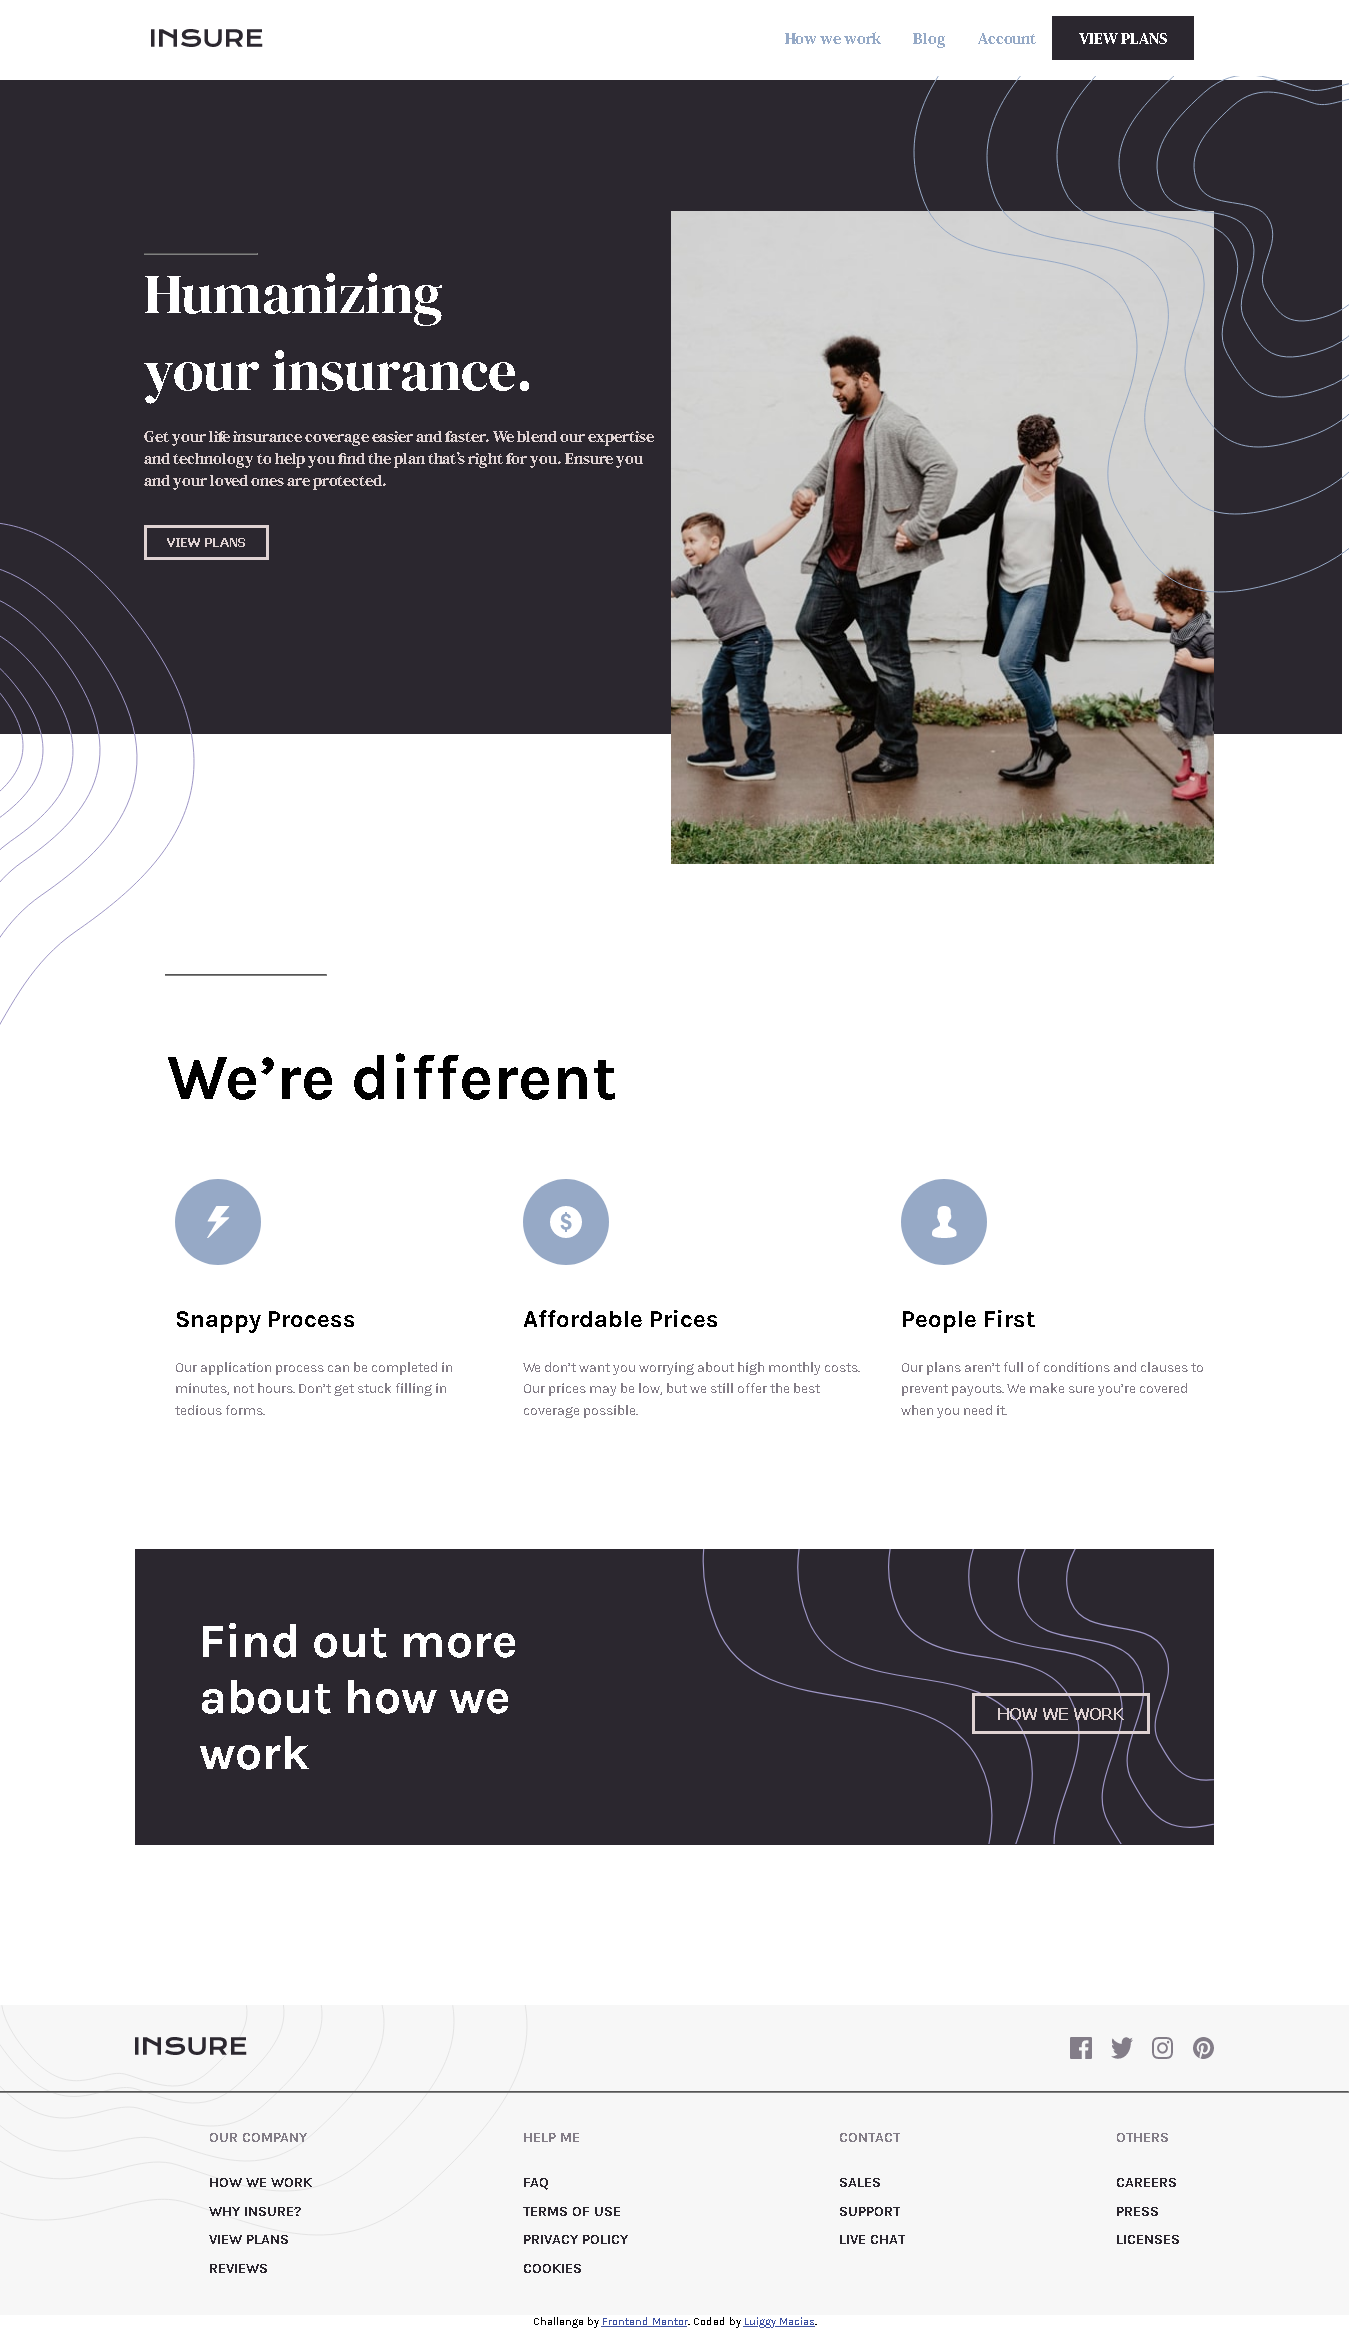 INSURE
How we work Blog Account VIEW PLANS
Humanizing
your insurance.
Get your life insurance coverage easier and faster. We blend our expertise
and technology to help you find the plan that's right for you. Ensure you
and your loved ones are protected.
VIEW PLANS
We’re different
Snappy Process
Our application process can be completed in
minutes, not hours. Don’t get stuck filling in
tedious forms.
Affordable Prices
We don’t want you worrying about high monthly costs.
Our prices may be low, but we still offer the best
coverage possible.
People First
Our plans aren’t full of conditions and clauses to
prevent payouts. We make sure you’re covered
when you need it.
Find out more
about how we
work
HOW WE WORK
INSURE
OUR COMPANY
HOW WE WORK
WHY INSURE?
VIEW PLANS
REVIEWS
HELP ME
FAQ
TERMS OF USE
PRIVACY POLICY
COOKIES
CONTACT
SALES
SUPPORT
LIVE CHAT
OTHERS
CAREERS
PRESS
LICENSES
Challenge by Frontend Mentor. Coded by Luiggy Macias.